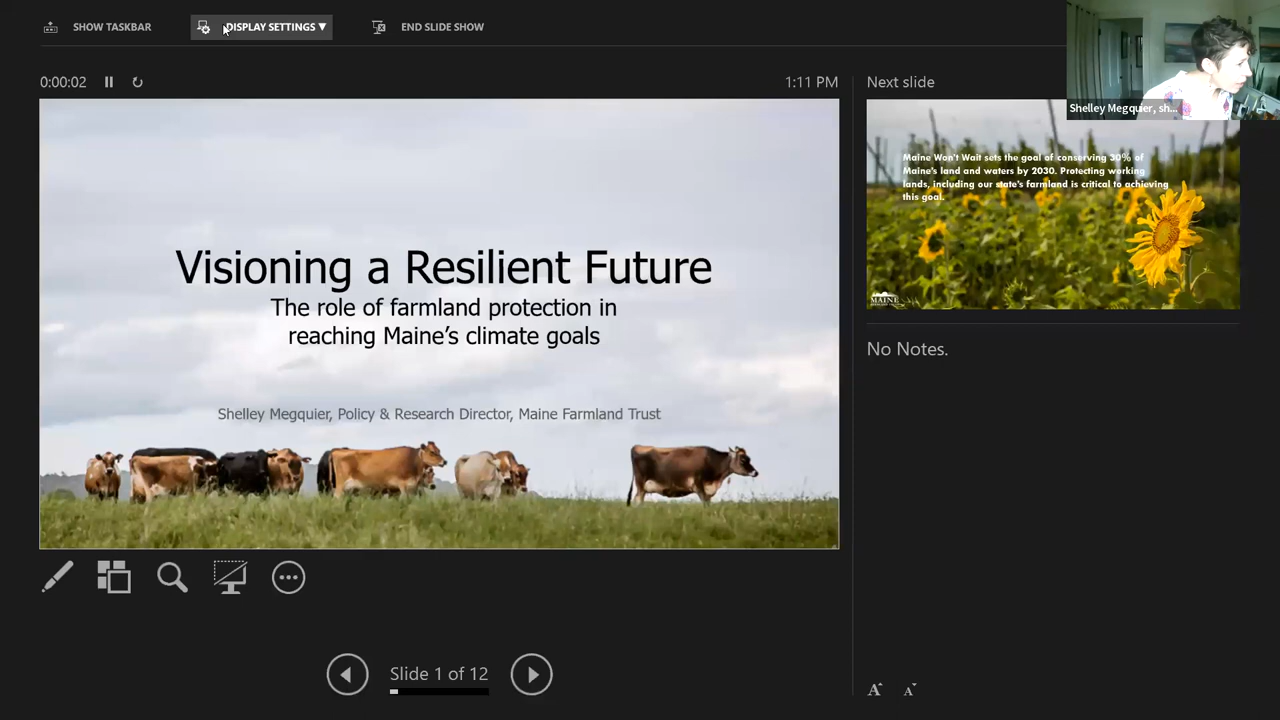 SHOW TASKBAR
DISPLAY SETTINGS ▼
END SLIDE SHOW
0:00:02
1:11 PM
Next slide
Shelley Megquier, sh...
Visioning a Resilient Future
The role of farmland protection in
reaching Maine's climate goals
Shelley Megquier, Policy & Research Director, Maine Farmland Trust
Maine Won't Wait sets the goal of conserving 30% of
Maine's land and waters by 2030. Protecting working
lands, including our state's farmland is critical to achieving
this goal.
MAINE
No Notes.
Slide 1 of 12
A A